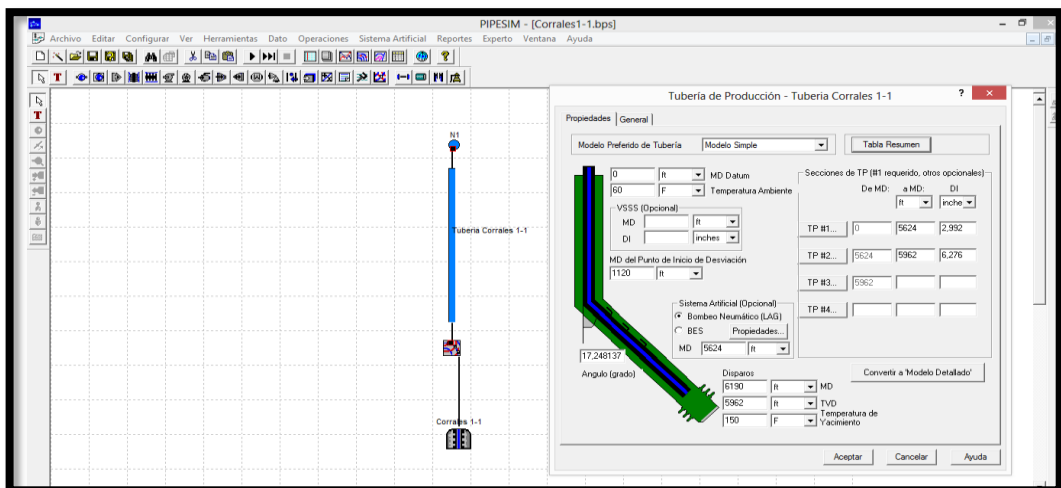 PIPESIM - [Corrales1-1.bps]
Archivo Editar Configurar Ver Herramientas Dato Operaciones Sistema Artificial Reportes Experto Ventana Ayuda
T
T
N1
Tuberia Corrales 1-1
Corrales 1-1
Tubería de Producción - Tuberia Corrales 1-1 ?
Propiedades General
Modelo Preferido de Tubería Modelo Simple Tabla Resumen
0 ft MD Datum
60 F Temperatura Ambiente
VSSS (Opcional)
MD ft
DI inches
MD del Punto de Inicio de Desviación
1120 ft
Sistema Artificial (Opcional)
Bombeo Neumático (LAG)
BES Propiedades...
MD 5624 ft
17,248137
Angulo (grado)
Disparos
6190 ft MD
5962 ft TVD
150 F Temperatura de Yacimiento
Secciones de TP (#1 requerido, otros opcionales)
De MD: a MD: DI
ft inche
TP #1... 0 5624 2,992
TP #2... 5624 5962 6,276
TP #3... 5962
TP #4...
Convertir a 'Modelo Detallado'
Aceptar Cancelar Ayuda